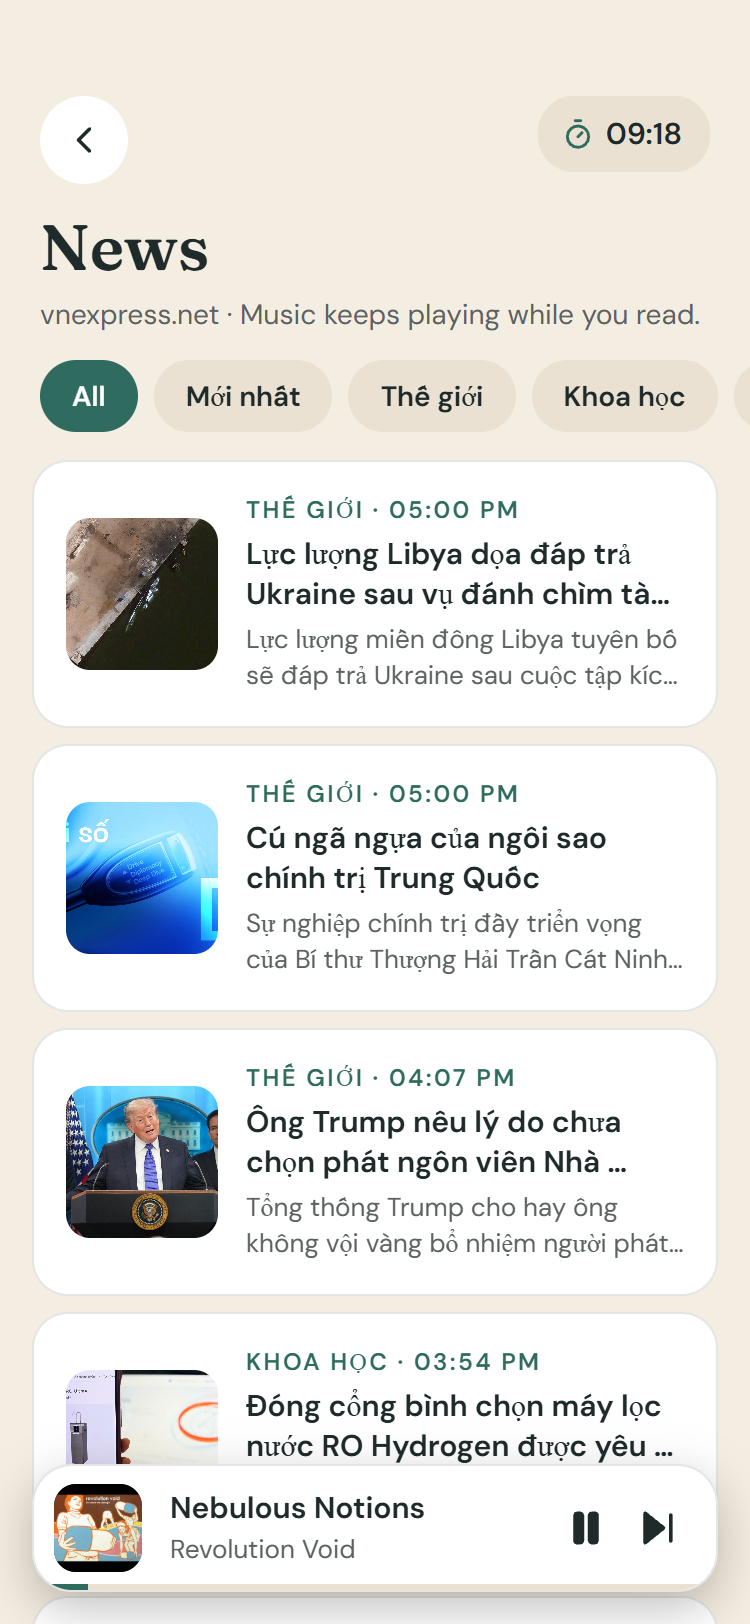 09:18
News
vnexpress.net · Music keeps playing while you read.
All
Mới nhất
Thế giới
Khoa học
THẾ GIỚI · 05:00 PM
Lực lượng Libya dọa đáp trả
Ukraine sau vụ đánh chìm tà...
Lực lượng miền đông Libya tuyên bố
sẽ đáp trả Ukraine sau cuộc tập kíc...
THẾ GIỚI · 05:00 PM
i số
Drive
Diplomacy
Deep Dive
Cú ngã ngựa của ngôi sao
chính trị Trung Quốc
Sự nghiệp chính trị đầy triển vọng
của Bí thư Thượng Hải Trần Cát Ninh...
THẾ GIỚI · 04:07 PM
Ông Trump nêu lý do chưa
chọn phát ngôn viên Nhà ...
Tổng thống Trump cho hay ông
không vội vàng bổ nhiệm người phát...
KHOA HỌC · 03:54 PM
Đóng cổng bình chọn máy lọc
nước RO Hydrogen được yêu ...
revolution void
Nebulous Notions
Revolution Void